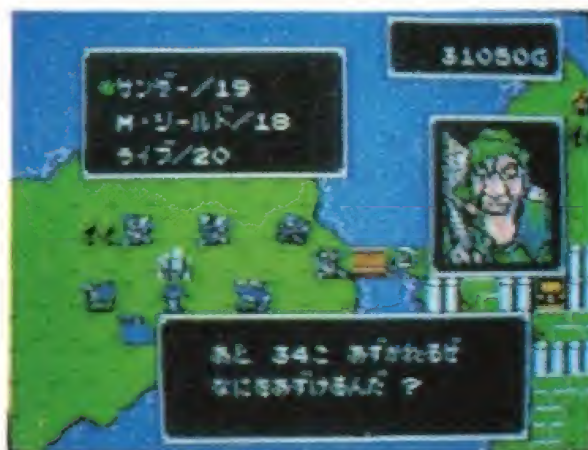 サンダー/19
M・シールド/18
ライブ/20
31050G
あと 34こ あずかれるぜ
なにをあずけるんだ ?